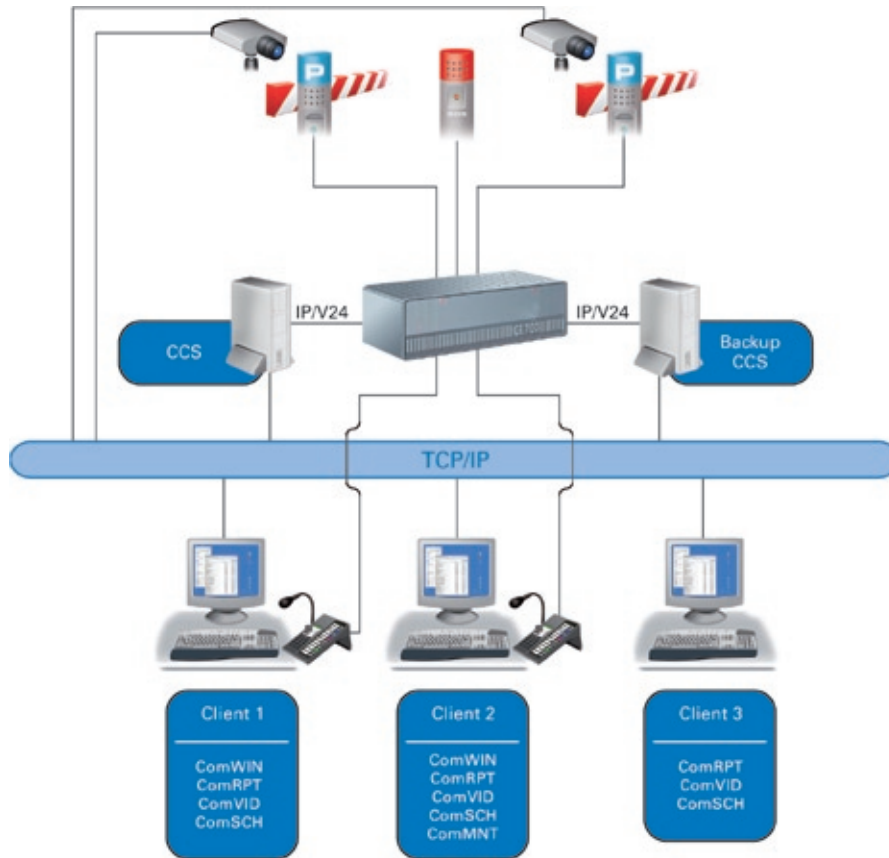 P
P
IP/V24
IP/V24
CCS
Backup
CCS
TCP/IP
Client 1
Client 2
Client 3
ComWIN
ComRPT
ComVID
ComSCH
ComWIN
ComRPT
ComVID
ComSCH
ComMNT
ComRPT
ComVID
ComSCH